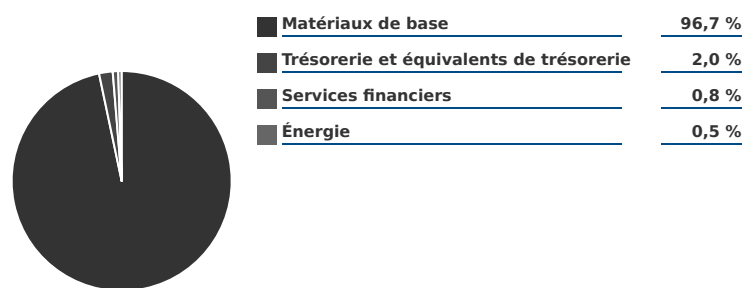 Matériaux de base 96,7 %
Trésorerie et équivalents de trésorerie 2,0 %
Services financiers 0,8 %
Énergie 0,5 %